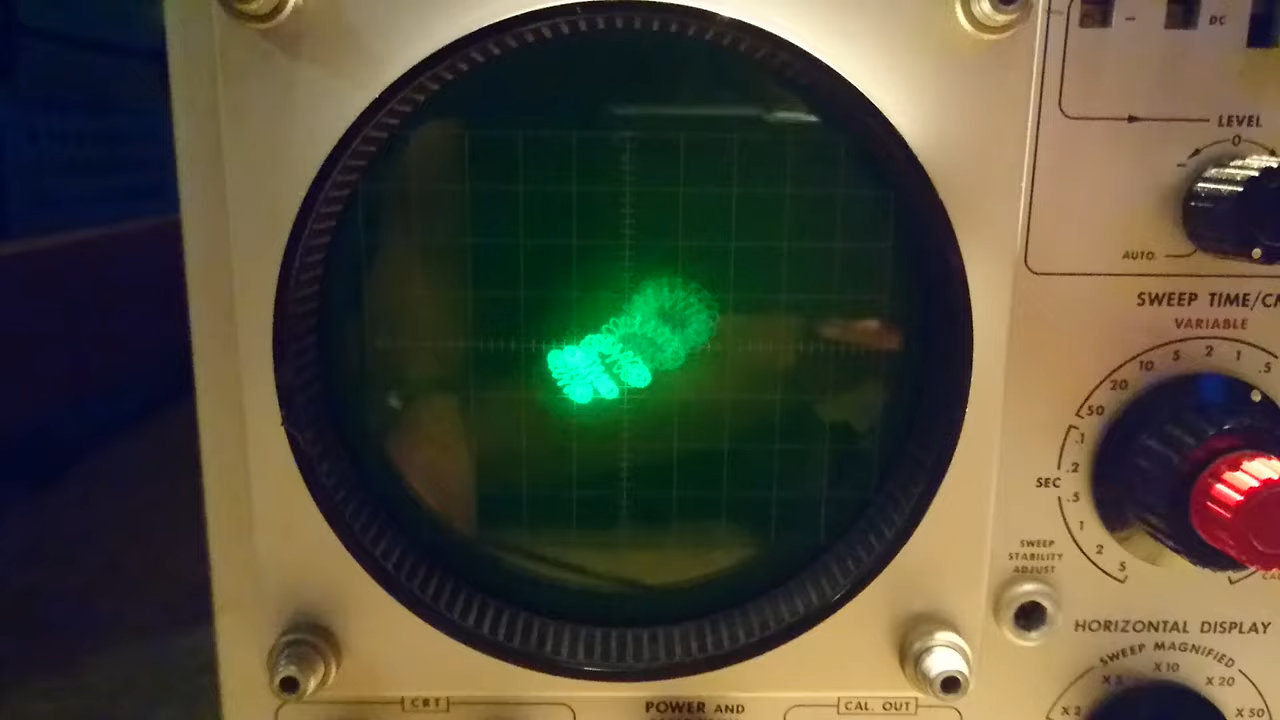 - DC
LEVEL
- 0
AUTO.
SWEEP TIME/
VARIABLE
10 5 2 1 .5
20
50
.1
.2
SEC
.5
1
2
5
SWEEP
STABILITY
ADJUST
HORIZONTAL DISPLAY
SWEEP MAGNIFIED
X2 X5 X10 X20 X50
CRT
POWER AND
CAL. OUT